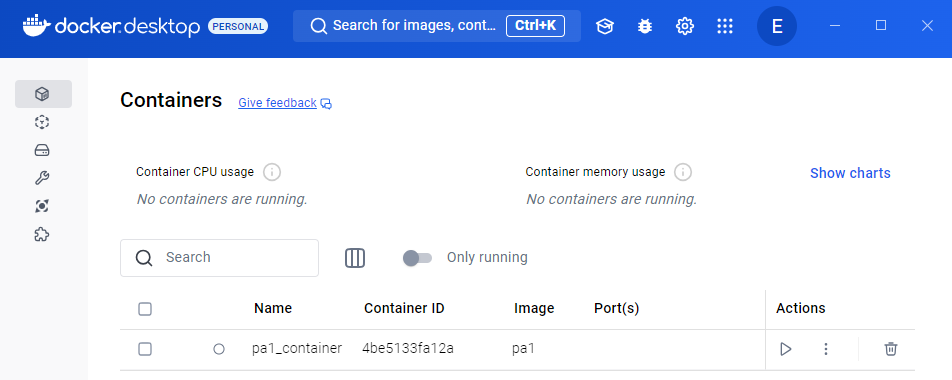 docker.desktop PERSONAL Search for images, cont... Ctrl+K E
Containers Give feedback
Container CPU usage Container memory usage Show charts
No containers are running. No containers are running.
Search Only running
Name Container ID Image Port(s) Actions
pa1_container 4be5133fa12a pa1